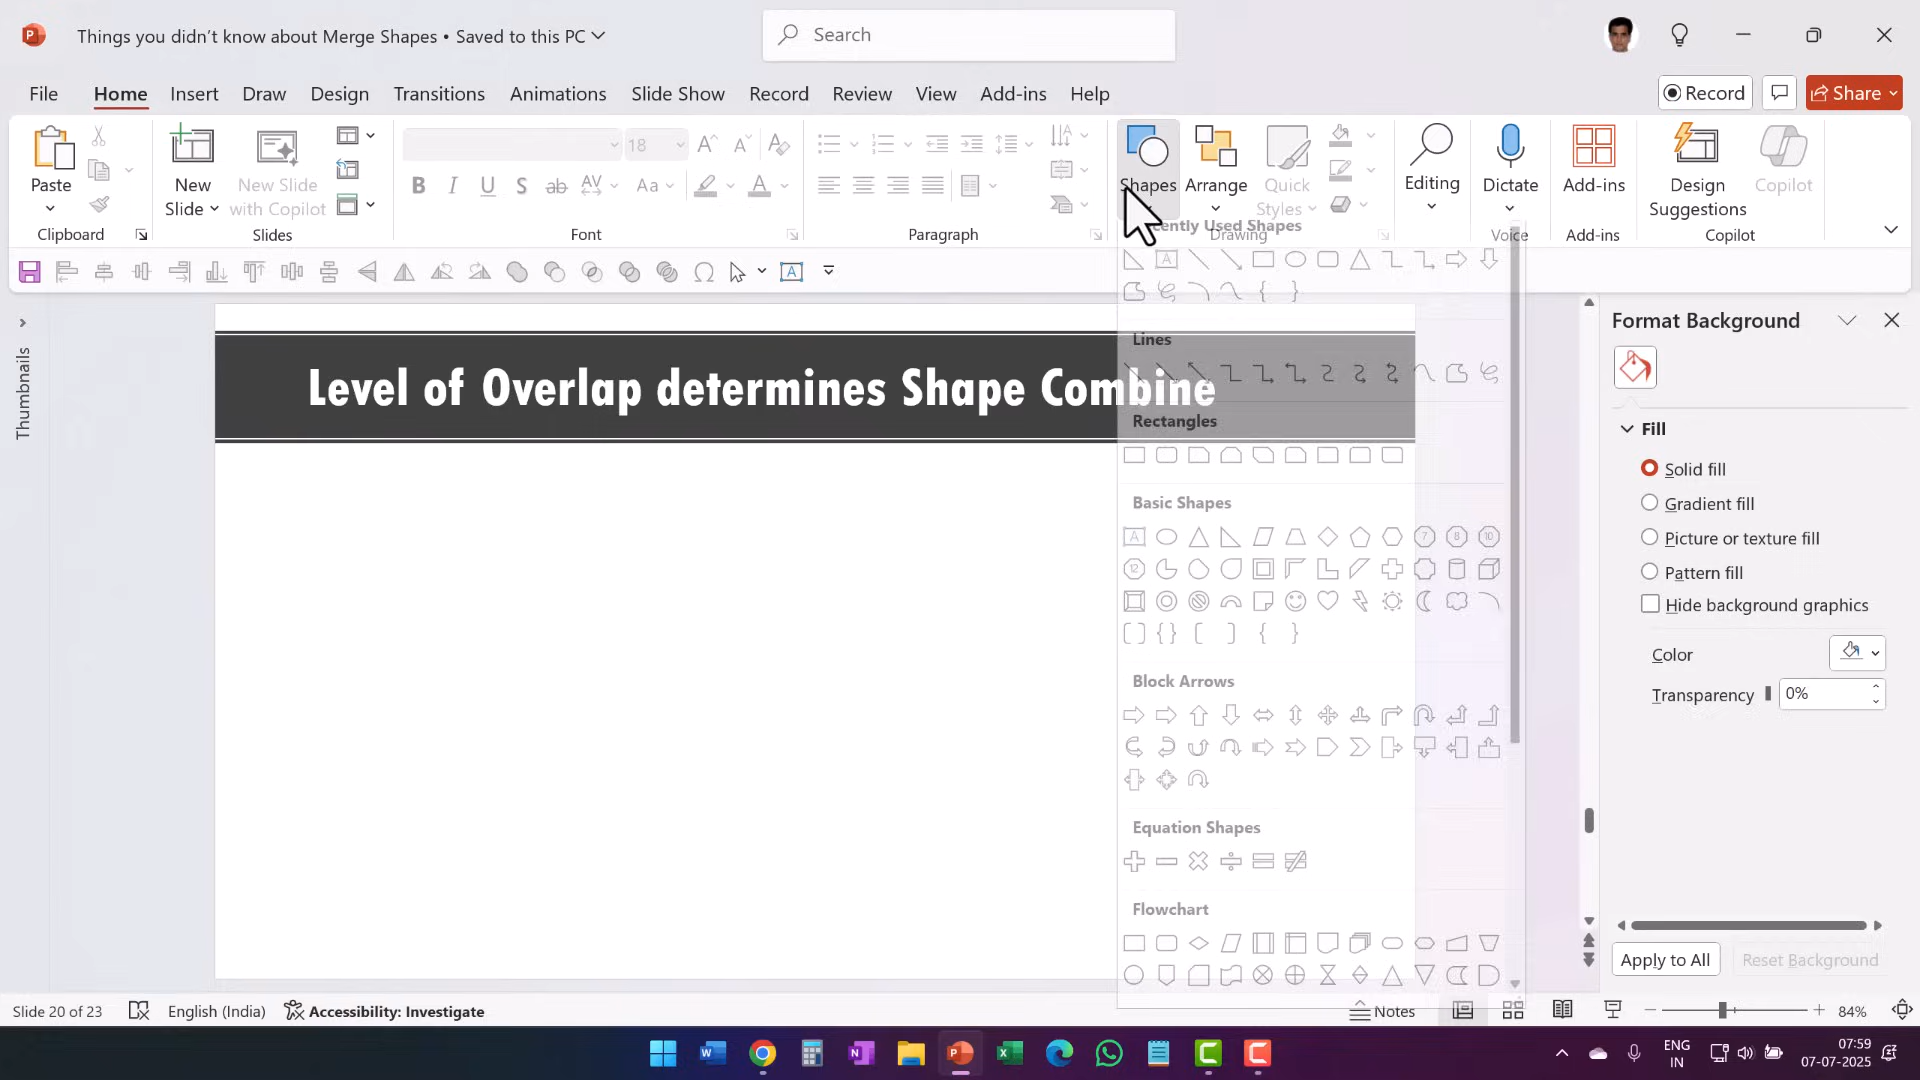 Things you didn't know about Merge Shapes • Saved to this PC
Search
File
Home
Insert
Draw
Design
Transitions
Animations
Slide Show
Record
Review
View
Add-ins
Help
Record
Share
Paste
New
Slide
New Slide
with Copilot
18
Shapes
Arrange
Quick
Styles
Editing
Dictate
Add-ins
Design
Suggestions
Copilot
Clipboard
Slides
Font
Paragraph
Drawing
Voice
Add-ins
Copilot
Thumbnails
Level of Overlap determines Shape Combine
Lines
Rectangles
Basic Shapes
Block Arrows
Equation Shapes
Flowchart
Format Background
Fill
Solid fill
Gradient fill
Picture or texture fill
Pattern fill
Hide background graphics
Color
Transparency
0%
Apply to All
Reset Background
Slide 20 of 23
English (India)
Accessibility: Investigate
Notes
84%
ENG
IN
07:59
07-07-2025